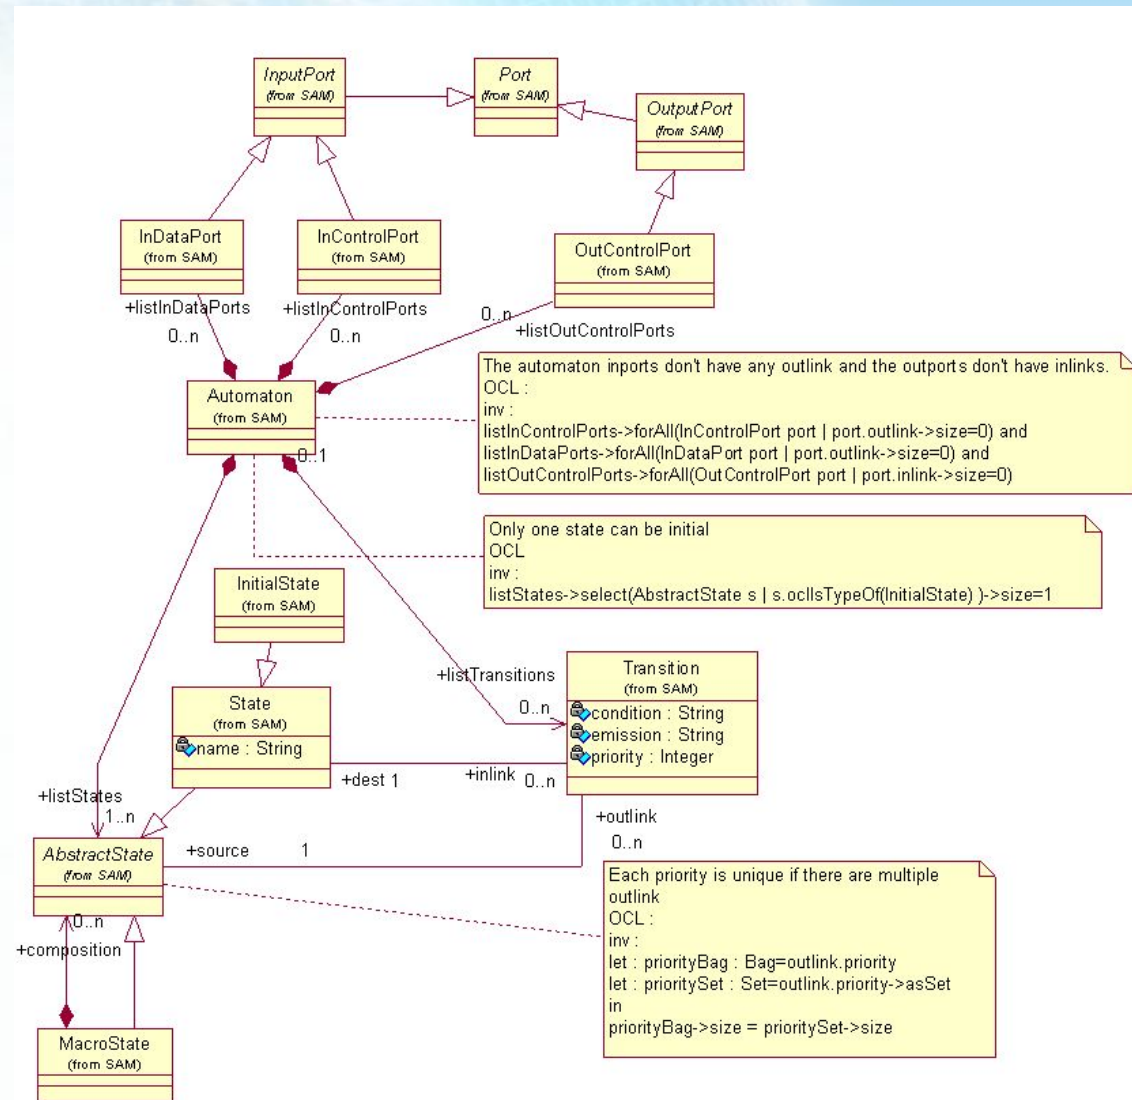 InputPort
(from SAM)
Port
(from SAM)
OutputPort
(from SAM)
InDataPort
(from SAM)
InControlPort
(from SAM)
OutControlPort
(from SAM)
+listInDataPorts
0..n
+listInControlPorts
0..n
0..n
+listOutControlPorts
Automaton
(from SAM)
0..1
The automaton inports don't have any outlink and the outports don't have inlinks.
OCL :
inv :
listInControlPorts->forAll(InControlPort port | port.outlink->size=0) and
listInDataPorts->forAll(InDataPort port | port.outlink->size=0) and
listOutControlPorts->forAll(OutControlPort port | port.inlink->size=0)
Only one state can be initial
OCL
inv :
listStates->select(AbstractState s | s.oclIsTypeOf(InitialState) )->size=1
InitialState
(from SAM)
State
(from SAM)
name : String
+listTransitions
0..n
Transition
(from SAM)
condition : String
emission : String
priority : Integer
+dest 1
+inlink 0..n
+listStates
1..n
+outlink
0..n
AbstractState
(from SAM)
+source 1
0..n
+composition
MacroState
(from SAM)
Each priority is unique if there are multiple
outlink
OCL :
inv :
let : priorityBag : Bag=outlink.priority
let : prioritySet : Set=outlink.priority->asSet
in
priorityBag->size = prioritySet->size